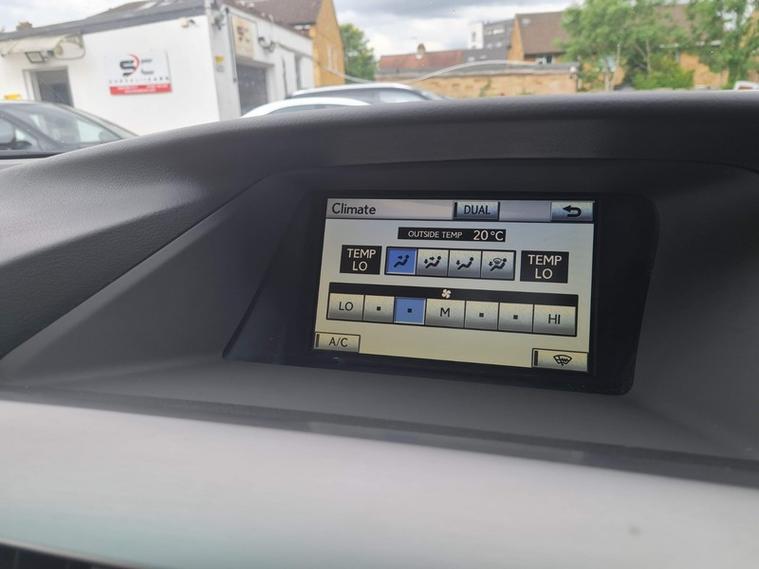 Climate
DUAL
OUTSIDE TEMP 20°C
TEMP
LO
TEMP
LO
LO
M
HI
A/C